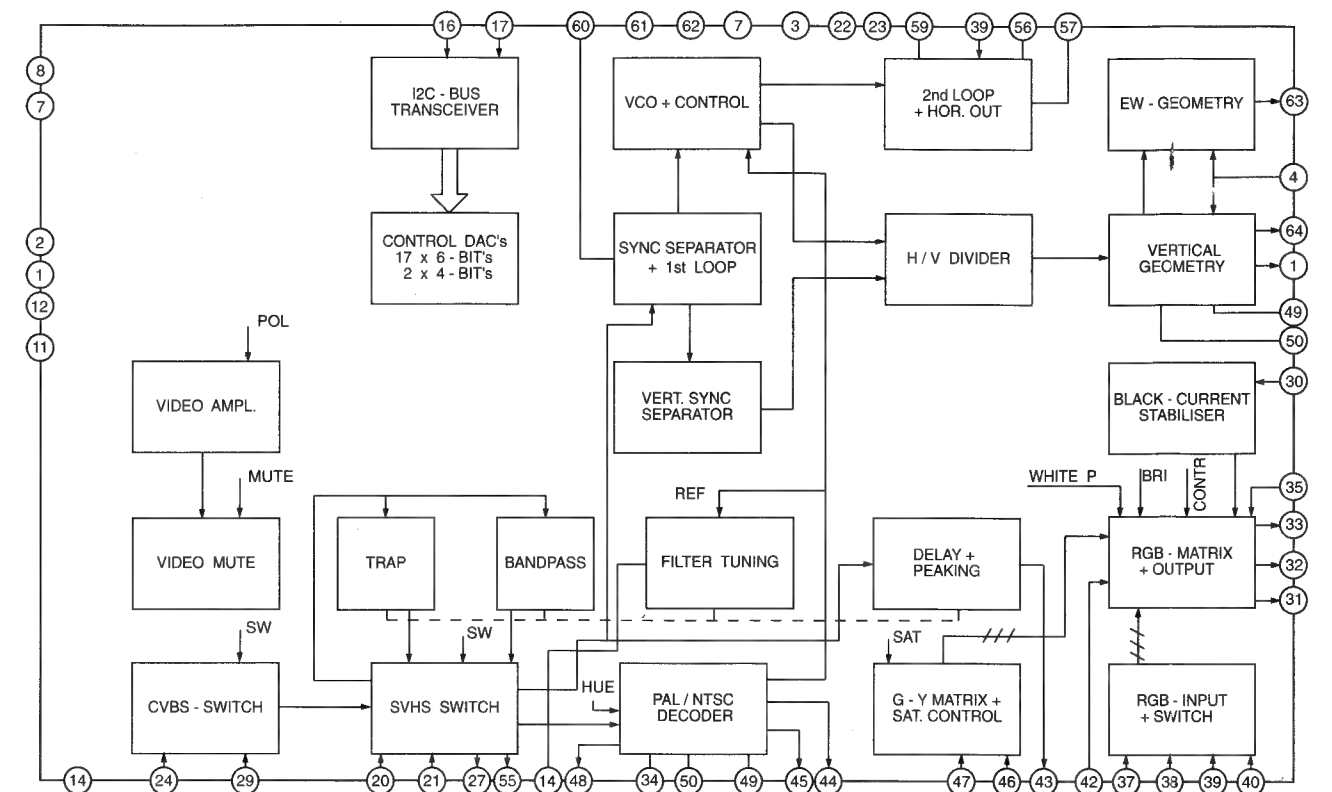 16 17 60 61 62 7 3 22 23 59 39 56 57
8
7
2
1
12
11
I2C - BUS
TRANSCEIVER
VCO + CONTROL
2nd LOOP
+ HOR. OUT
EW - GEOMETRY
63
4
CONTROL DAC's
17 x 6 - BIT's
2 x 4 - BIT's
SYNC SEPARATOR
+ 1st LOOP
H / V DIVIDER
VERTICAL
GEOMETRY
64
1
49
50
POL
VIDEO AMPL.
VERT. SYNC
SEPARATOR
BLACK - CURRENT
STABILISER
30
MUTE
REF
WHITE P
BRI
CONTR
35
VIDEO MUTE
TRAP
BANDPASS
FILTER TUNING
DELAY +
PEAKING
RGB - MATRIX
+ OUTPUT
33
32
31
SW
SW
SAT
HUE
CVBS - SWITCH
SVHS SWITCH
PAL / NTSC
DECODER
G - Y MATRIX +
SAT. CONTROL
RGB - INPUT
+ SWITCH
14 24 29 20 21 27 55 14 48 34 50 49 45 44 47 46 43 42 37 38 39 40